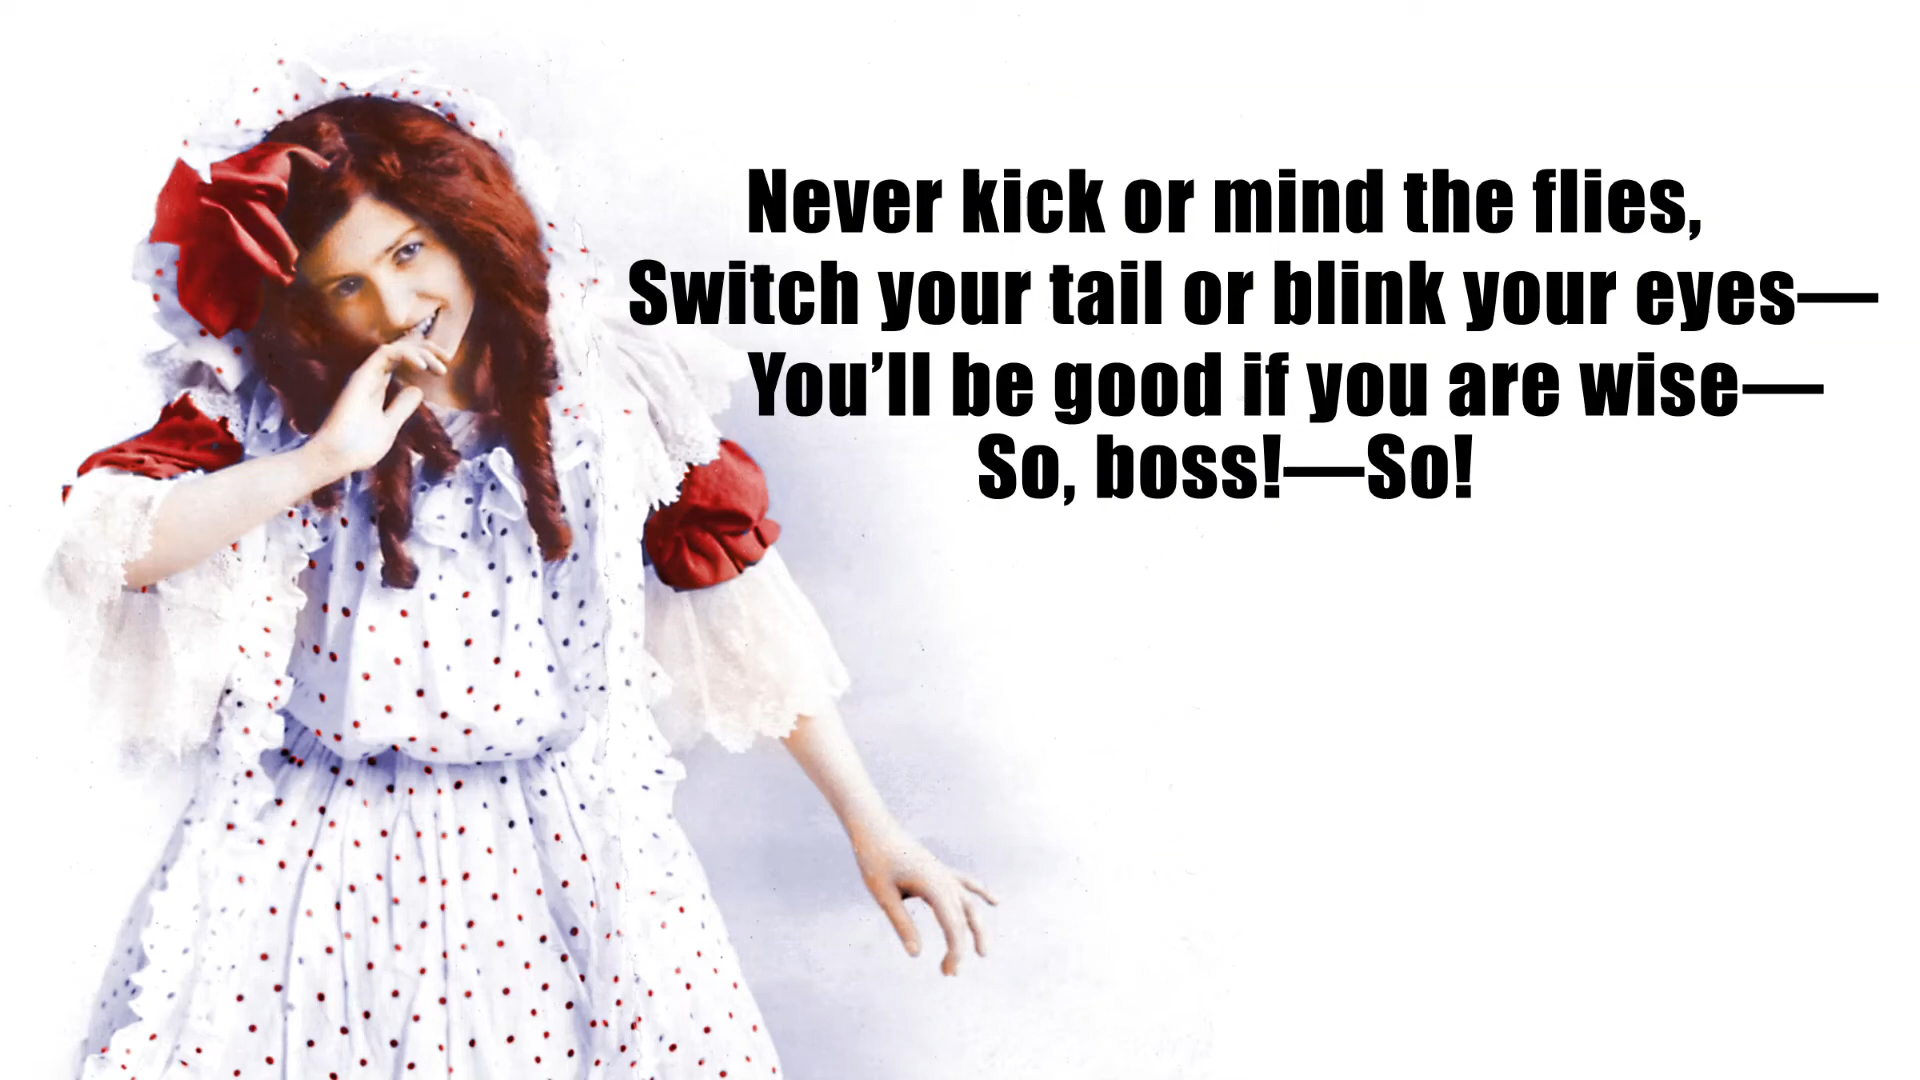 Never kick or mind the flies,
Switch your tail or blink your eyes—
You’ll be good if you are wise—
So, boss!—So!